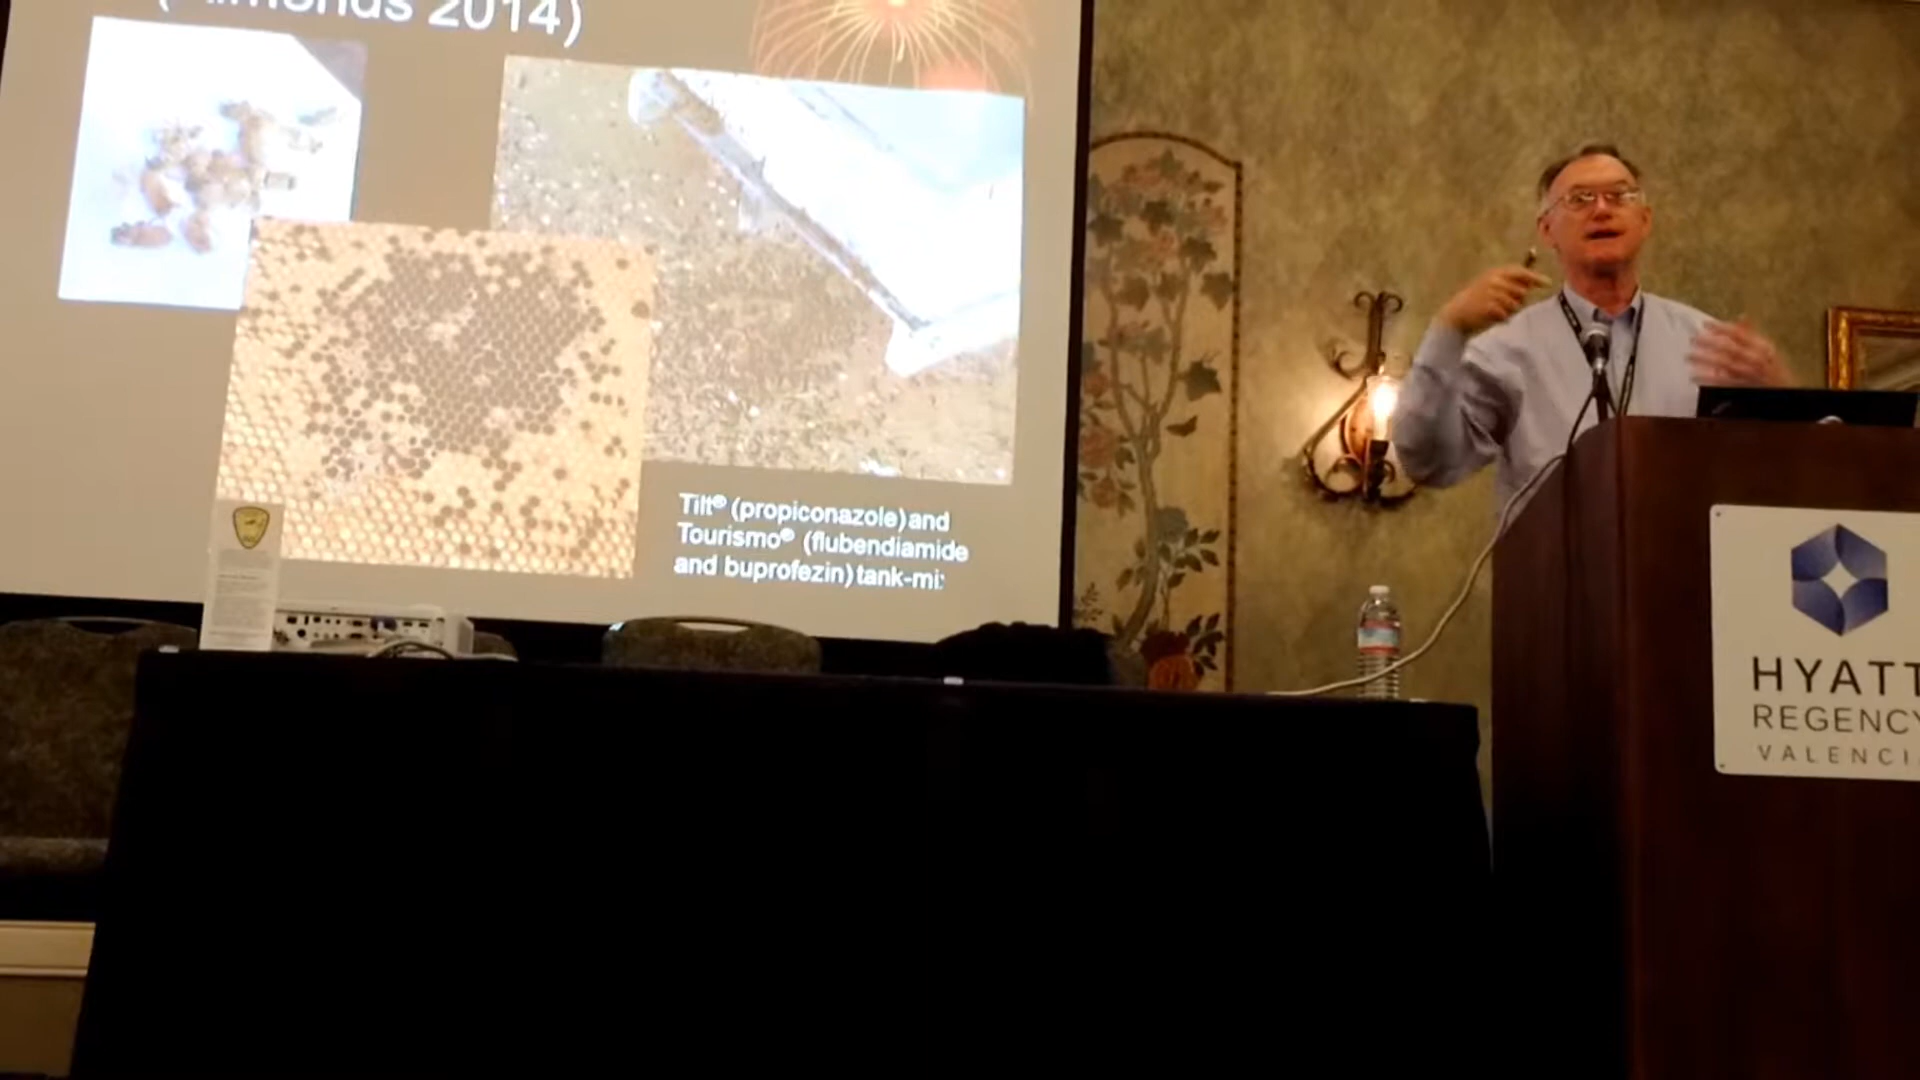 (Almonds 2014)
Tilt® (propiconazole) and
Tourismo® (flubendiamide
and buprofezin) tank-mi
HYATT
REGENCY
VALENCI